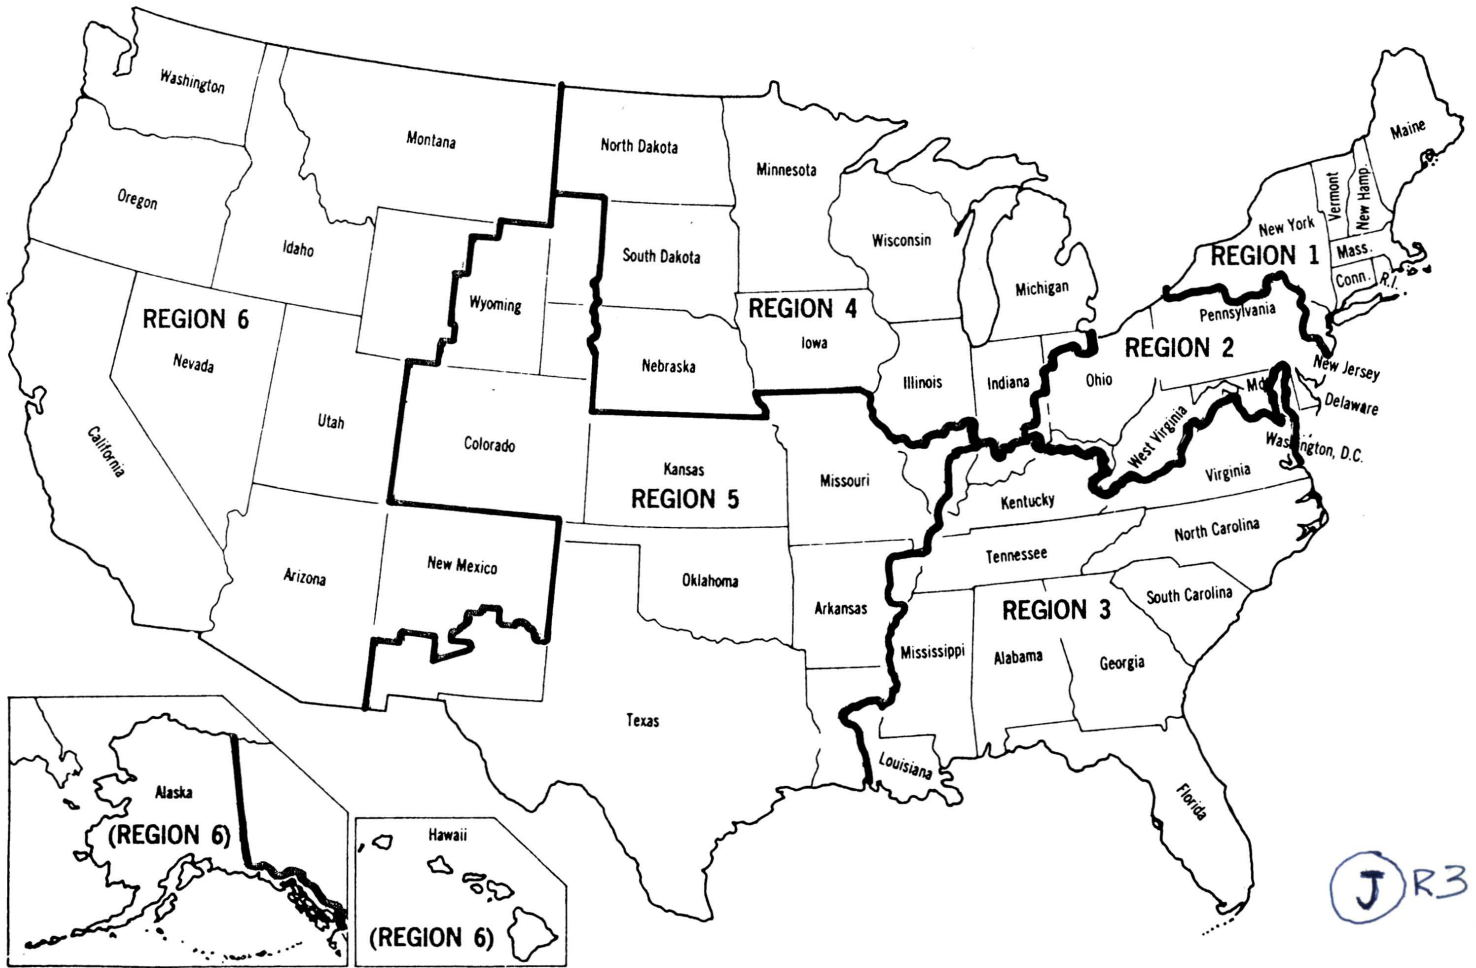 Washington
Montana
North Dakota
Minnesota
Maine
Oregon
Idaho
Wyoming
South Dakota
Wisconsin
Michigan
New York
Vermont
New Hamp.
REGION 1
Mass.
Conn.
R.I.
REGION 6
Nevada
REGION 4
Iowa
Nebraska
Illinois
Indiana
Ohio
REGION 2
Pennsylvania
New Jersey
Md.
Delaware
Washington, D.C.
West Virginia
Virginia
California
Utah
Colorado
Kansas
REGION 5
Missouri
Kentucky
North Carolina
Tennessee
Arizona
New Mexico
Oklahoma
Arkansas
REGION 3
South Carolina
Mississippi
Alabama
Georgia
Texas
Louisiana
Florida
Alaska
(REGION 6)
Hawaii
(REGION 6)
J R3